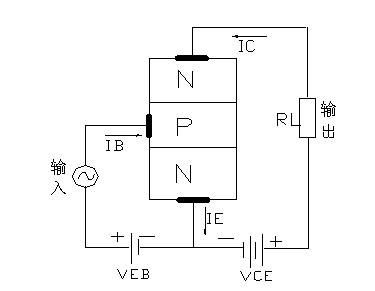 IC
N
P
N
IB
IE
RL
输出
输入
+ −
VEB
− +
VCE